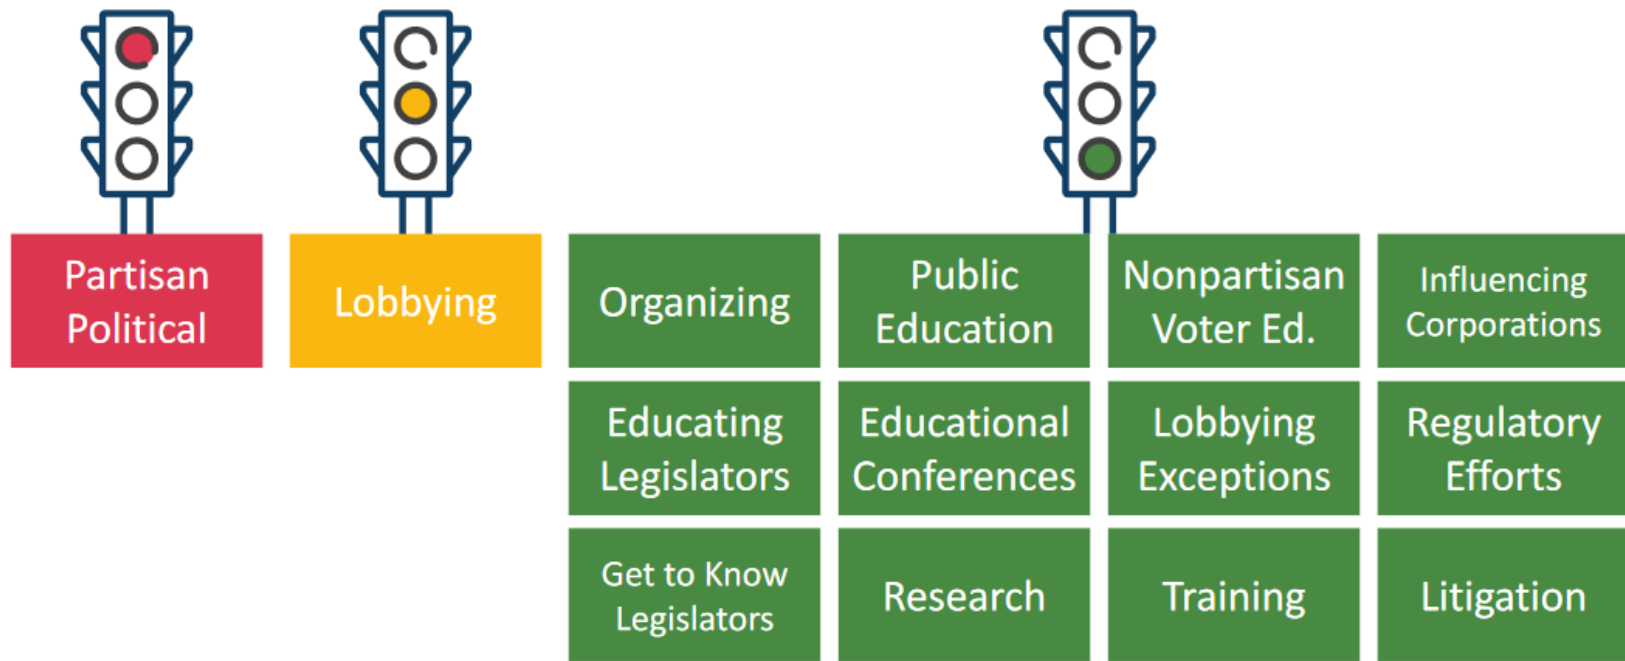 Partisan
Political
Lobbying
Organizing
Public
Education
Nonpartisan
Voter Ed.
Influencing
Corporations
Educating
Legislators
Educational
Conferences
Lobbying
Exceptions
Regulatory
Efforts
Get to Know
Legislators
Research
Training
Litigation